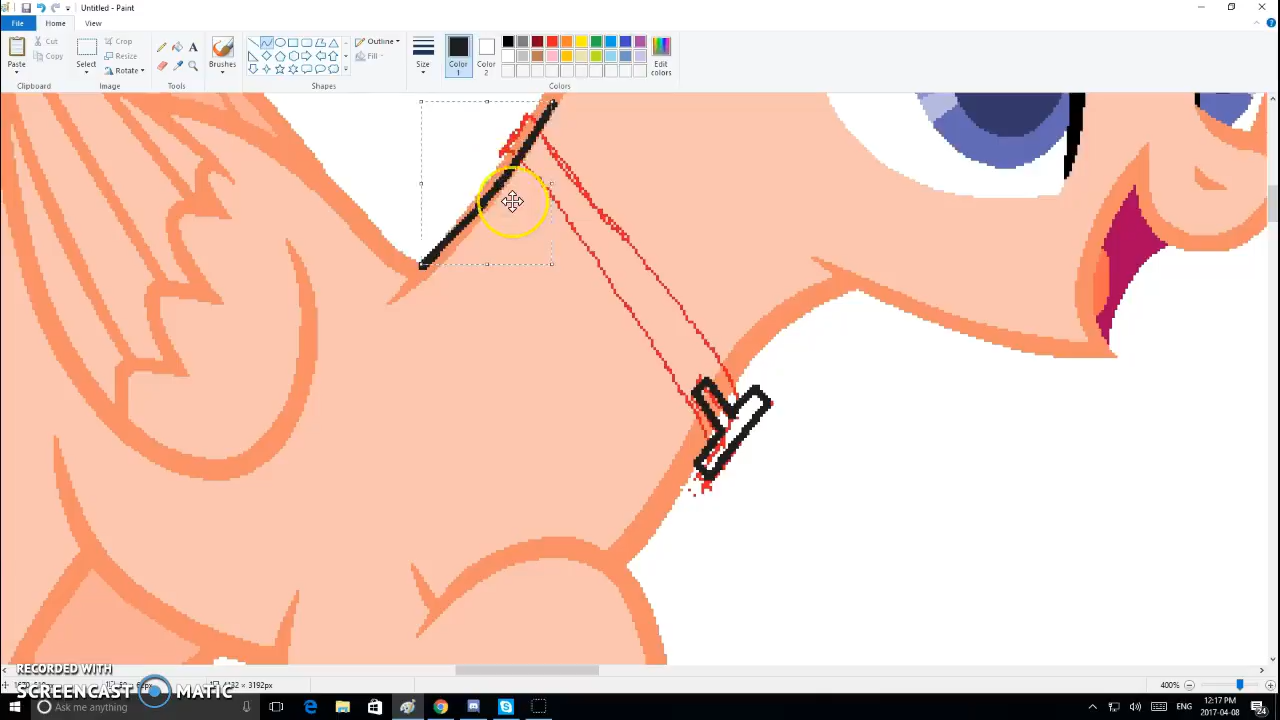 Untitled - Paint
File Home View
Paste
Cut
Copy
Select
Crop
Resize
Rotate
A
Brushes
Outline
Fill
Size
Color 1
Color 2
Edit colors
Clipboard Image Tools Shapes Colors
RECORDED WITH
SCREENCAST MATIC
3192px
400%
Ask me anything
ENG
12:17 PM
2017-04-08
24